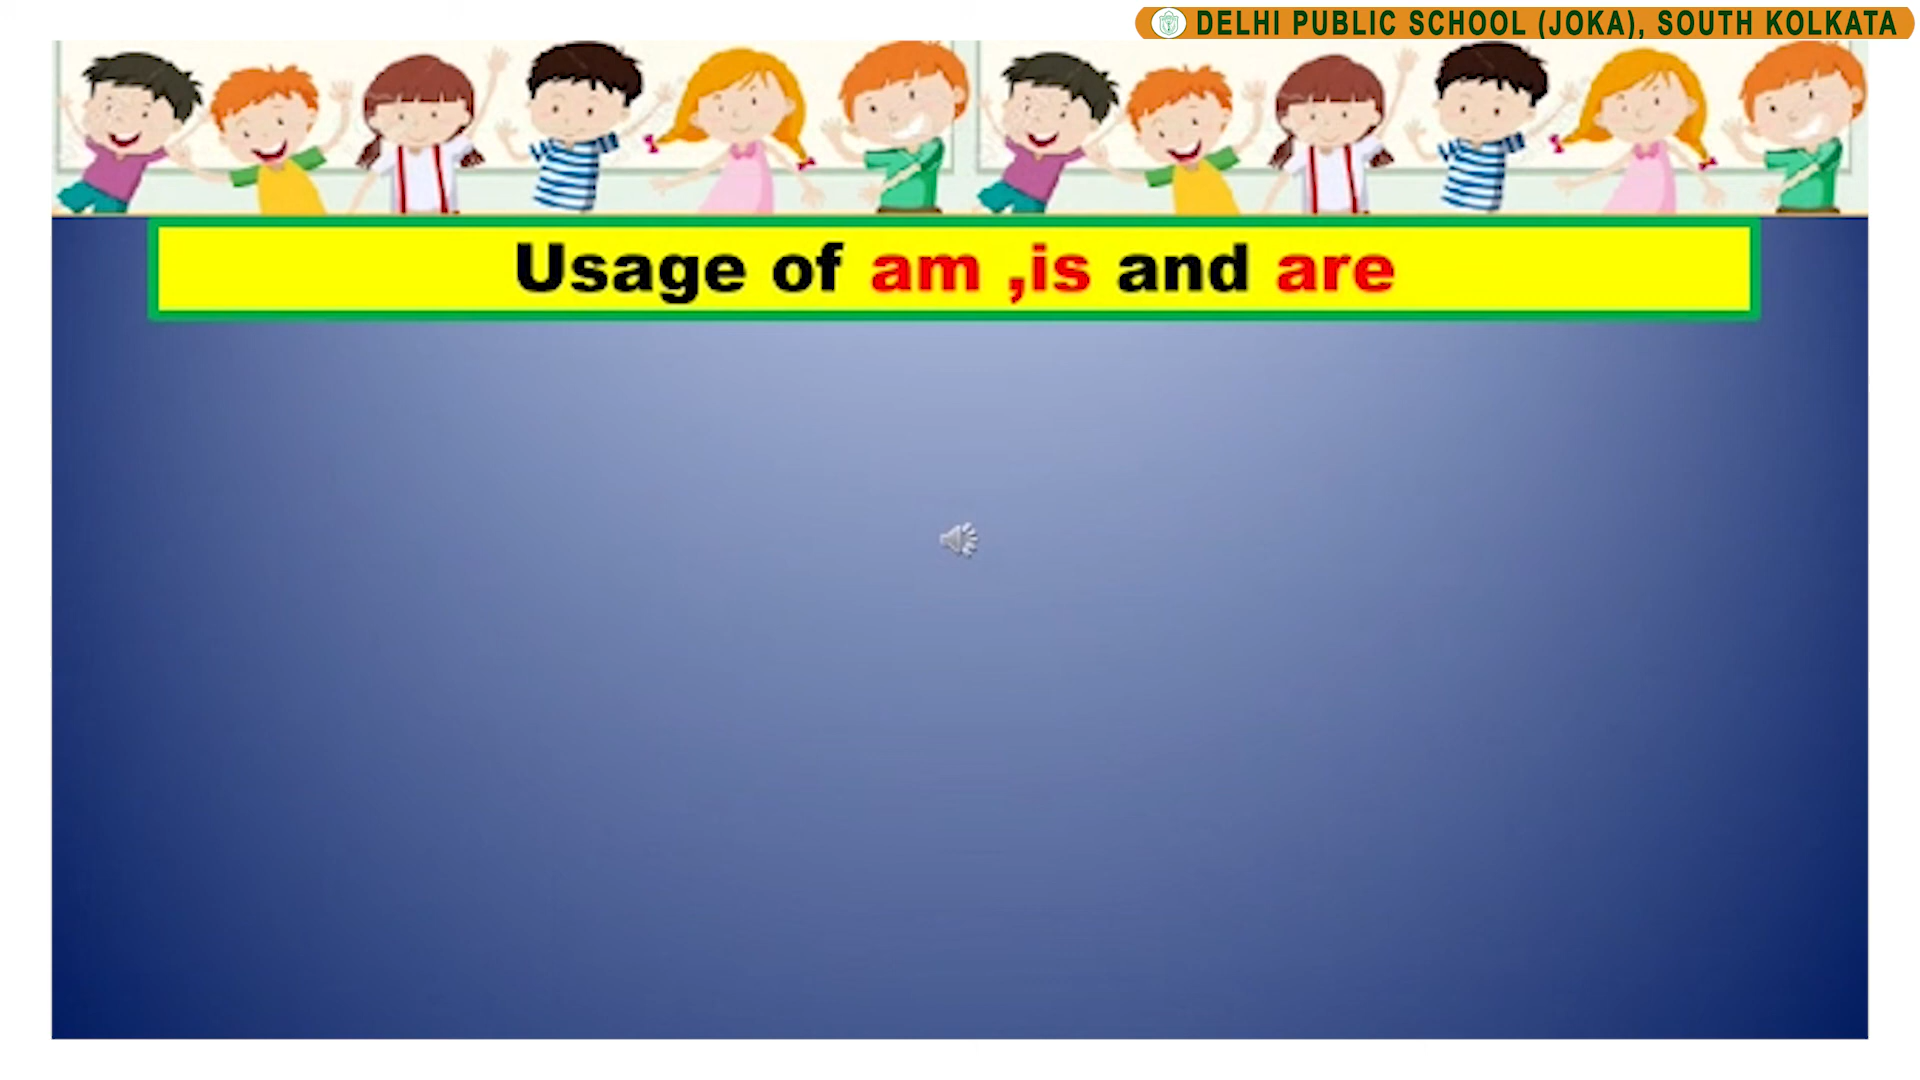 DELHI PUBLIC SCHOOL (JOKA), SOUTH KOLKATA
Usage of am ,is and are